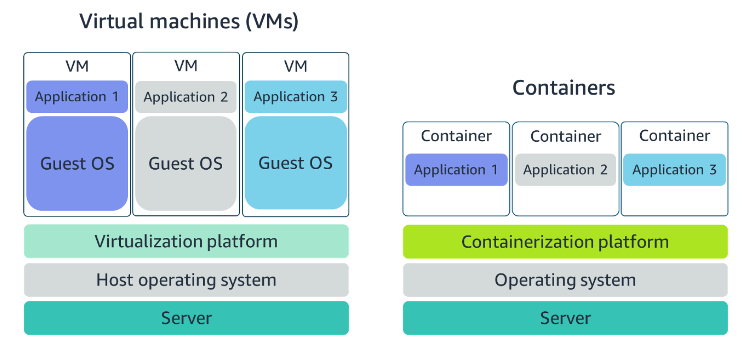 Virtual machines (VMs)
VM
Application 1
Guest OS
VM
Application 2
Guest OS
VM
Application 3
Guest OS
Virtualization platform
Host operating system
Server
Containers
Container
Application 1
Container
Application 2
Container
Application 3
Containerization platform
Operating system
Server